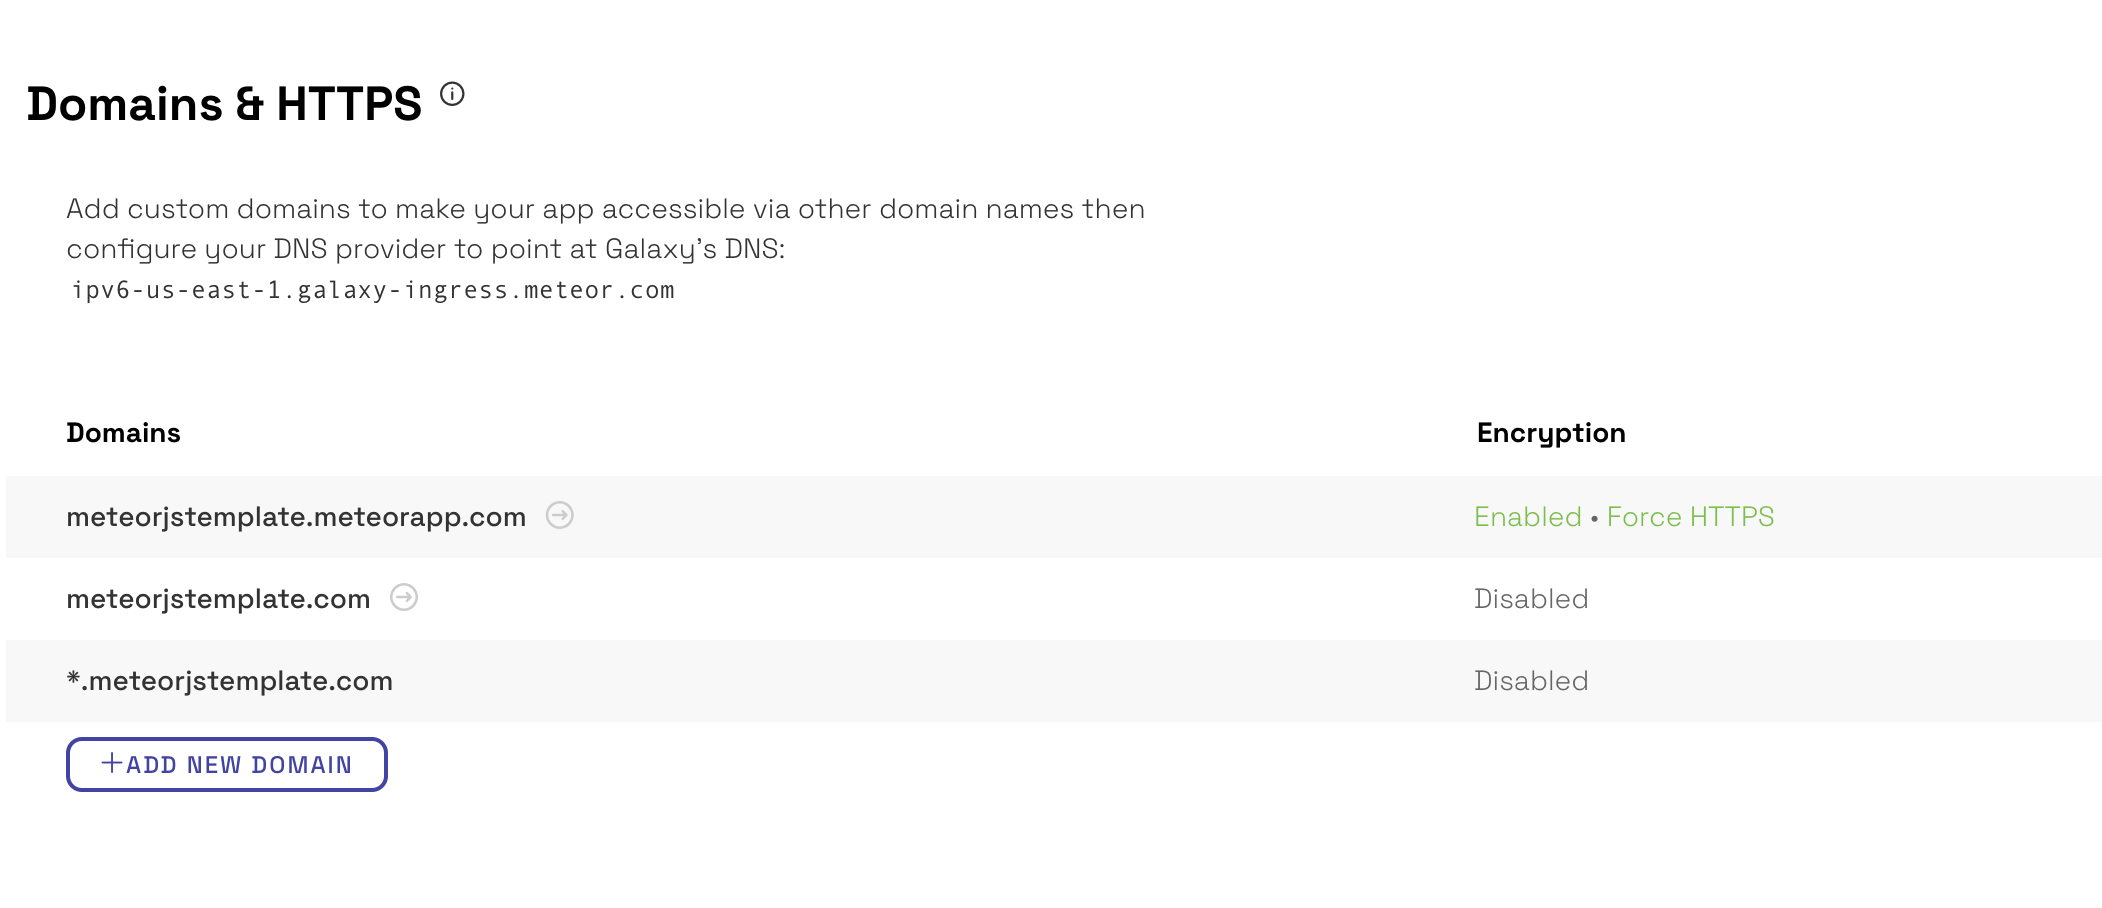 Domains & HTTPS
Add custom domains to make your app accessible via other domain names then
configure your DNS provider to point at Galaxy's DNS:
ipv6-us-east-1.galaxy-ingress.meteor.com
Domains Encryption
meteorjstemplate.meteorapp.com Enabled • Force HTTPS
meteorjstemplate.com Disabled
*.meteorjstemplate.com Disabled
+ADD NEW DOMAIN